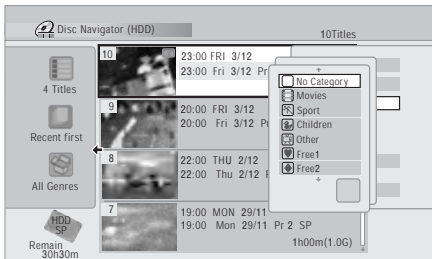 Disc Navigator (HDD)
10Titles
4 Titles
Recent first
All Genres
HDD
SP
Remain
30h30m
10
23:00 FRI 3/12
23:00 Fri 3/12 Pr
9
20:00 FRI 3/12
20:00 Fri 3/12 Pr
8
22:00 THU 2/12
22:00 Thu 2/12
7
19:00 MON 29/11
19:00 Mon 29/11 Pr 2 SP
1h00m(1.0G)
No Category
Movies
Sport
Children
Other
Free1
Free2